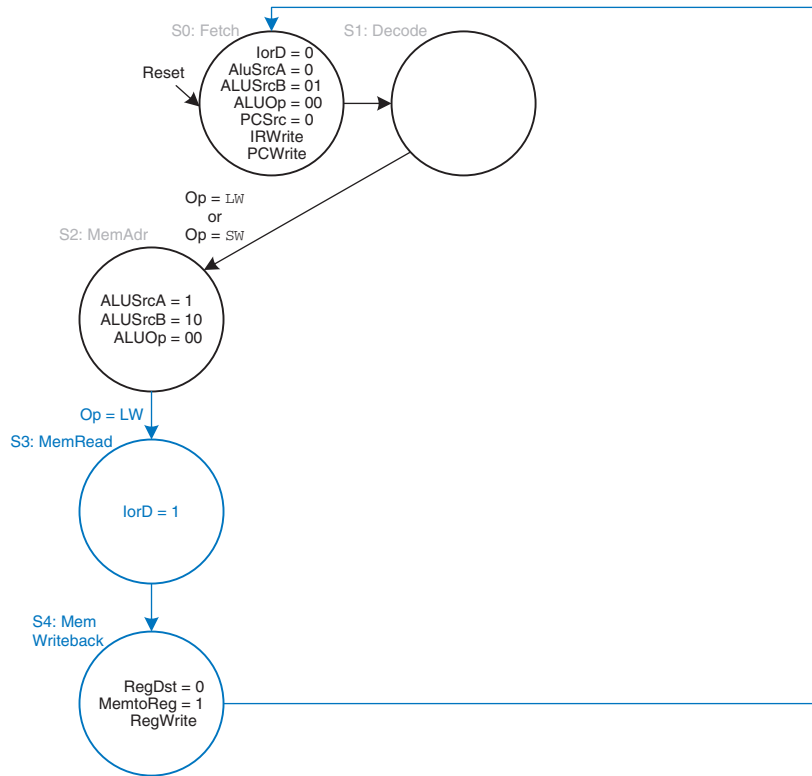 S0: Fetch
S1: Decode
Reset
IorD = 0
AluSrcA = 0
ALUSrcB = 01
ALUOp = 00
PCSrc = 0
IRWrite
PCWrite
Op = LW
or
Op = SW
S2: MemAdr
ALUSrcA = 1
ALUSrcB = 10
ALUOp = 00
Op = LW
S3: MemRead
IorD = 1
S4: Mem
Writeback
RegDst = 0
MemtoReg = 1
RegWrite